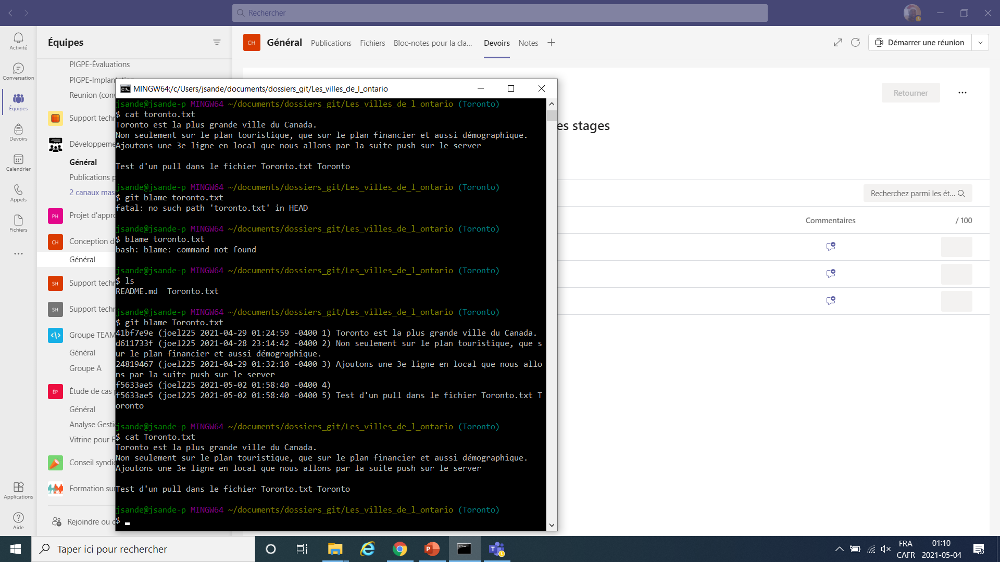 Rechercher
Activité
Conversation
Équipes
Devoirs
Calendrier
Appels
Fichiers
Applications
Aide
Équipes
PIGPE-Évaluations
PIGPE-Implantation
Reunion (con
Support techn
Développeme
Général
Publications p
2 canaux mas
PH
Projet d'appro
CH
Conception d
Général
SH
Support techn
SH
Support techn
Groupe TEAM
Général
Groupe A
ÉP
Étude de cas p
Général
Analyse Gesti
Vitrine pour F
Conseil syndic
Formation sur
Rejoindre ou c
CH
Général
Publications
Fichiers
Bloc-notes pour la cla...
Devoirs
Notes
Démarrer une réunion
Retourner
es stages
Recherchez parmi les ét...
Commentaires
/ 100
MINGW64:/c/Users/jsande/documents/dossiers_git/Les_villes_de_l_ontario
jsande@jsande-p MINGW64 ~/documents/dossiers_git/Les_villes_de_l_ontario (Toronto)
$ cat toronto.txt
Toronto est la plus grande ville du Canada.
Non seulement sur le plan touristique, que sur le plan financier et aussi démographique.
Ajoutons une 3e ligne en local que nous allons par la suite push sur le server
Test d'un pull dans le fichier Toronto.txt Toronto
jsande@jsande-p MINGW64 ~/documents/dossiers_git/Les_villes_de_l_ontario (Toronto)
$ git blame toronto.txt
fatal: no such path 'toronto.txt' in HEAD
jsande@jsande-p MINGW64 ~/documents/dossiers_git/Les_villes_de_l_ontario (Toronto)
$ blame toronto.txt
bash: blame: command not found
jsande@jsande-p MINGW64 ~/documents/dossiers_git/Les_villes_de_l_ontario (Toronto)
$ ls
README.md  Toronto.txt
jsande@jsande-p MINGW64 ~/documents/dossiers_git/Les_villes_de_l_ontario (Toronto)
$ git blame Toronto.txt
41bf7e9e (joel225 2021-04-29 01:24:59 -0400 1) Toronto est la plus grande ville du Canada.
d611733f (joel225 2021-04-28 23:14:42 -0400 2) Non seulement sur le plan touristique, que s
ur le plan financier et aussi démographique.
24819467 (joel225 2021-04-29 01:32:10 -0400 3) Ajoutons une 3e ligne en local que nous allo
ns par la suite push sur le server
f5633ae5 (joel225 2021-05-02 01:58:40 -0400 4)
f5633ae5 (joel225 2021-05-02 01:58:40 -0400 5) Test d'un pull dans le fichier Toronto.txt T
oronto
jsande@jsande-p MINGW64 ~/documents/dossiers_git/Les_villes_de_l_ontario (Toronto)
$ cat Toronto.txt
Toronto est la plus grande ville du Canada.
Non seulement sur le plan touristique, que sur le plan financier et aussi démographique.
Ajoutons une 3e ligne en local que nous allons par la suite push sur le server
Test d'un pull dans le fichier Toronto.txt Toronto
jsande@jsande-p MINGW64 ~/documents/dossiers_git/Les_villes_de_l_ontario (Toronto)
$
Taper ici pour rechercher
FRA
CAFR
01:10
2021-05-04